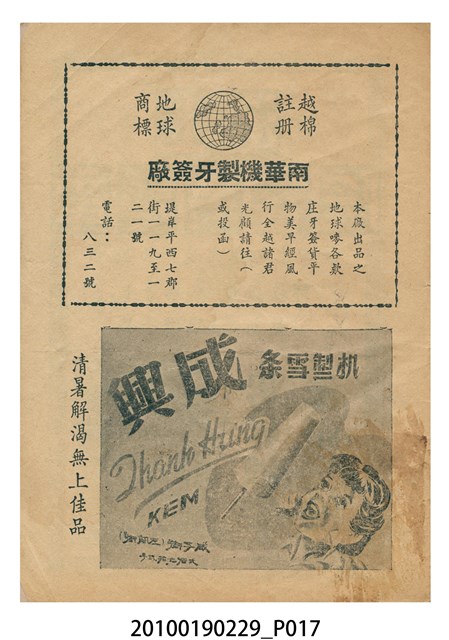 越棉
註册
地球
商標
南華機製牙簽廠
本廠出品之
地球嘜各款
庄牙簽貨平
物美早經風
行全越諸君
光顧請往(
或投函)
堤岸平西七郡
街一一九至一
二一號
電話:
八三二號
成興
机製雪条
Thanh Hưng
KEM
清暑解渴無上佳品
20100190229_P017